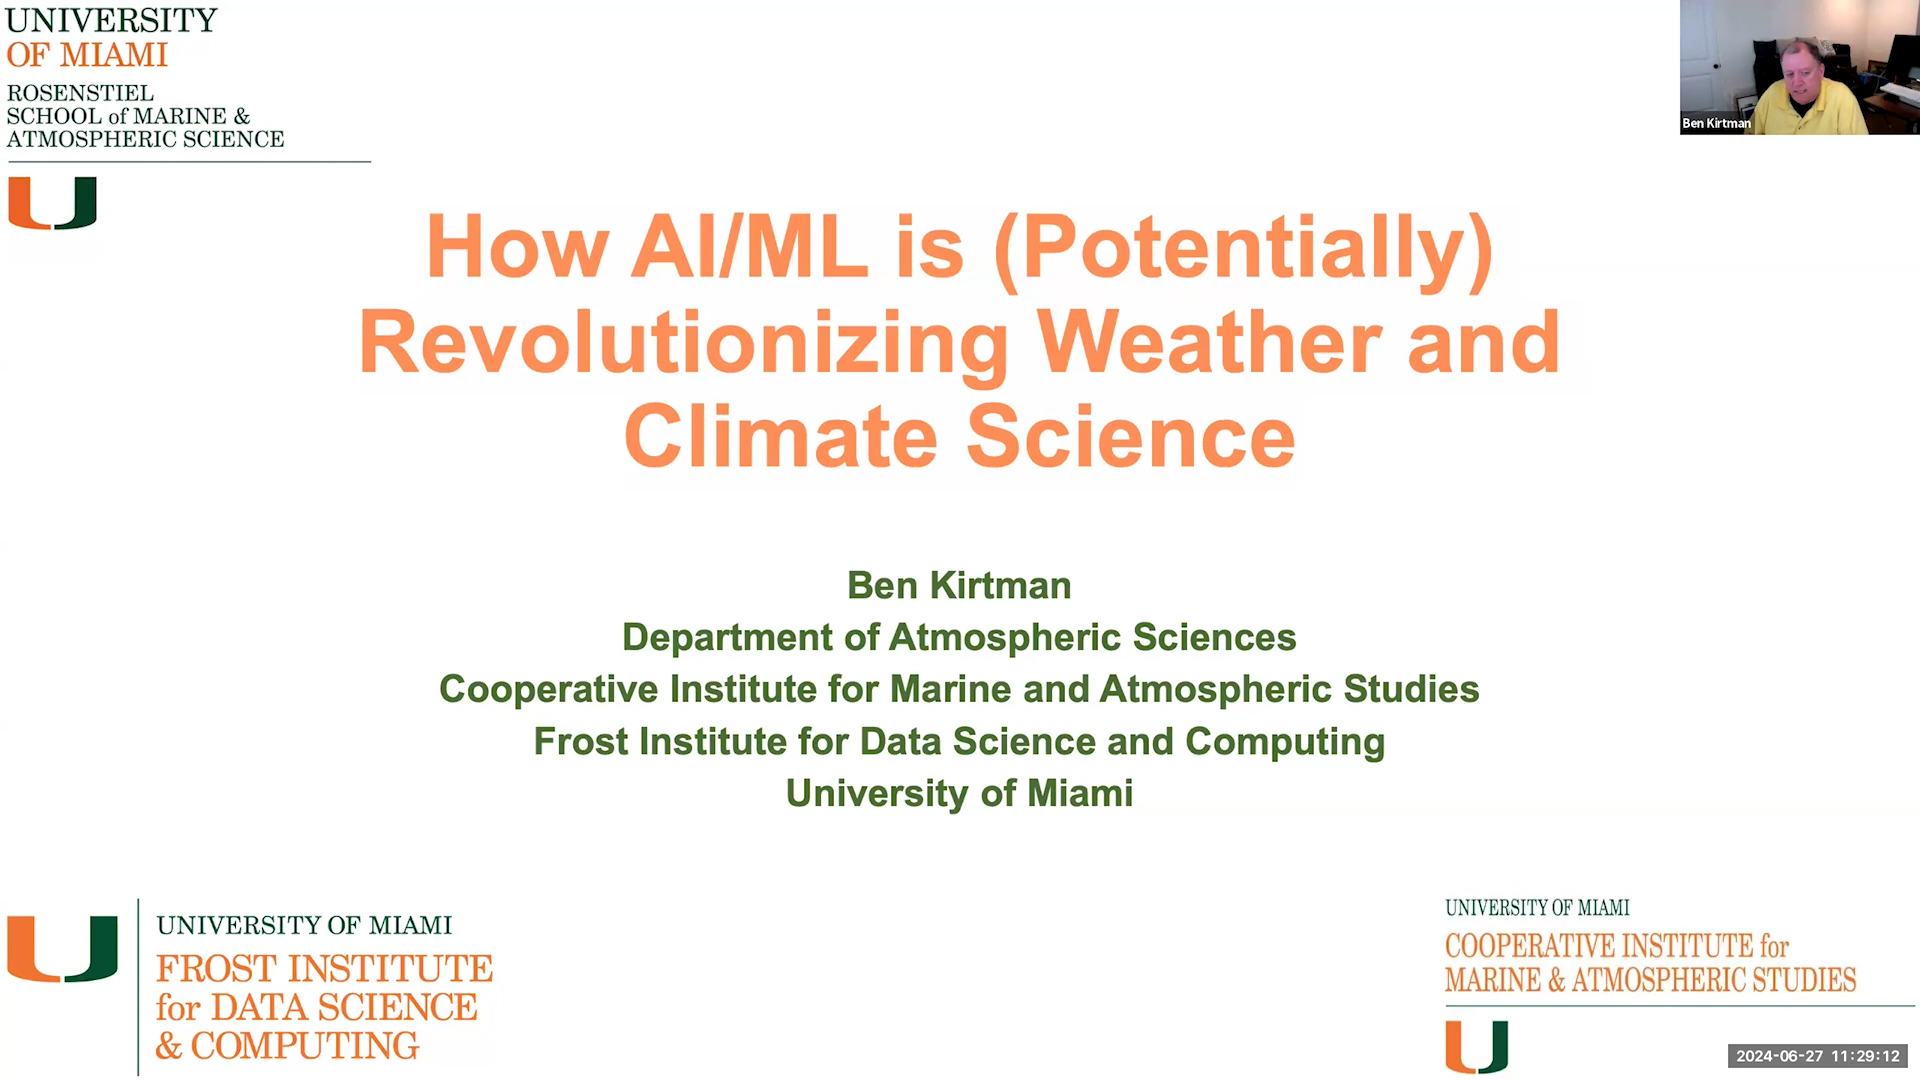 UNIVERSITY
OF MIAMI
ROSENSTIEL
SCHOOL of MARINE &
ATMOSPHERIC SCIENCE
Ben Kirtman
How AI/ML is (Potentially)
Revolutionizing Weather and
Climate Science
Ben Kirtman
Department of Atmospheric Sciences
Cooperative Institute for Marine and Atmospheric Studies
Frost Institute for Data Science and Computing
University of Miami
UNIVERSITY OF MIAMI
FROST INSTITUTE
for DATA SCIENCE
& COMPUTING
UNIVERSITY OF MIAMI
COOPERATIVE INSTITUTE for
MARINE & ATMOSPHERIC STUDIES
2024-06-27 11:29:12